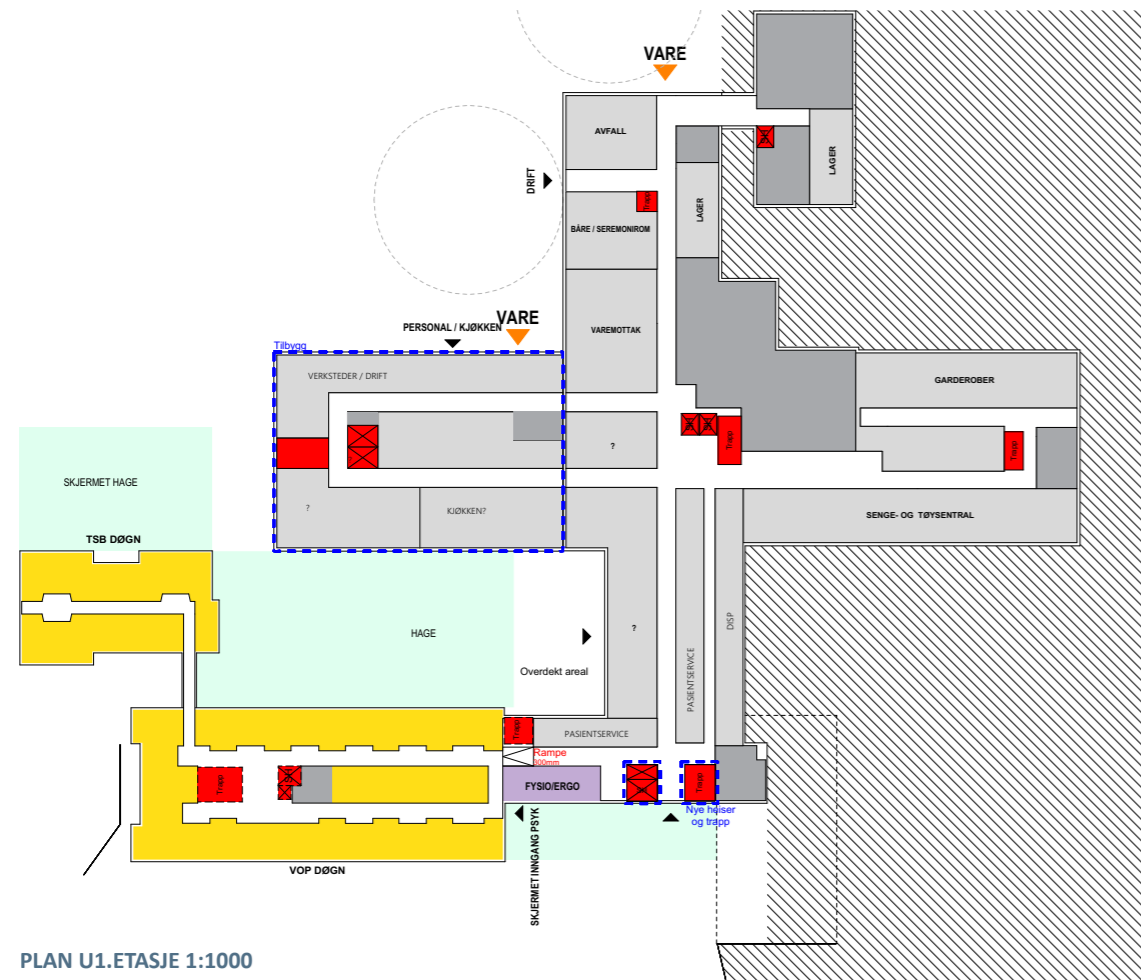 VARE
AVFALL
DRIFT
LAGER
LAGER
Trapp
BÅRE / SEREMONIROM
VARE
PERSONAL / KJØKKEN
VAREMOTTAK
Tilbygg
VERKSTEDER / DRIFT
GARDEROBER
?
Trapp
Trapp
SKJERMET HAGE
?
KJØKKEN?
SENGE- OG TØYSENTRAL
TSB DØGN
HAGE
?
DISP
Overdekt areal
PASIENTSERVICE
Trapp
PASIENTSERVICE
Rampe
300mm
Trapp
FYSIO/ERGO
Trapp
Nye heiser
og trapp
VOP DØGN
SKJERMET INNGANG PSYK
PLAN U1.ETASJE 1:1000